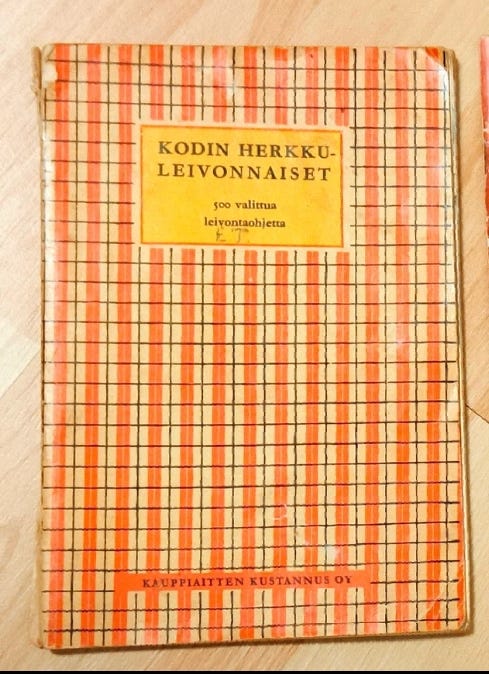 KODIN HERKKU-
LEIVONNAISET
500 valittua
leivontaohjetta
E T
KAUPPIAITTEN KUSTANNUS OY